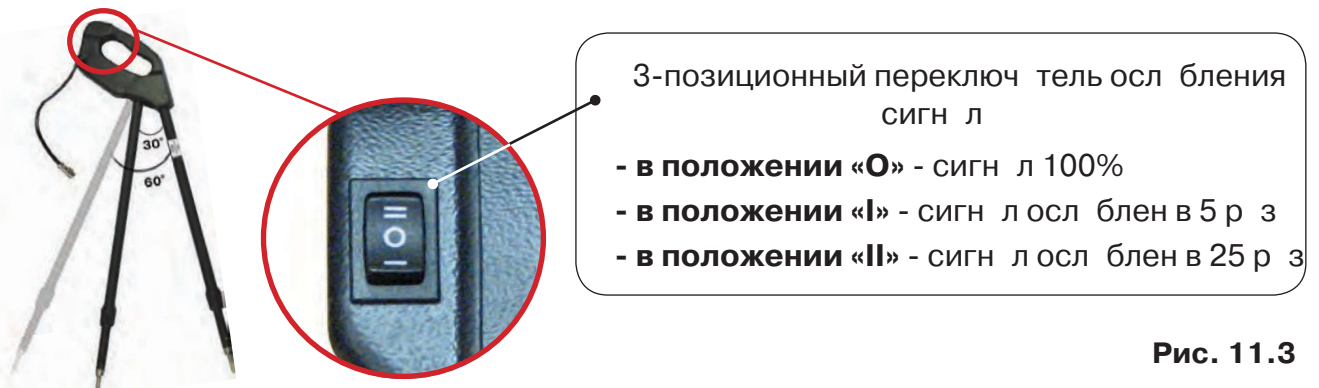 30°
60°
3-позиционный переключ тель осл бления
сигн л
- в положении «О» - сигн л 100%
- в положении «I» - сигн л осл блен в 5 р з
- в положении «II» - сигн л осл блен в 25 р з
II
O
I
Рис. 11.3